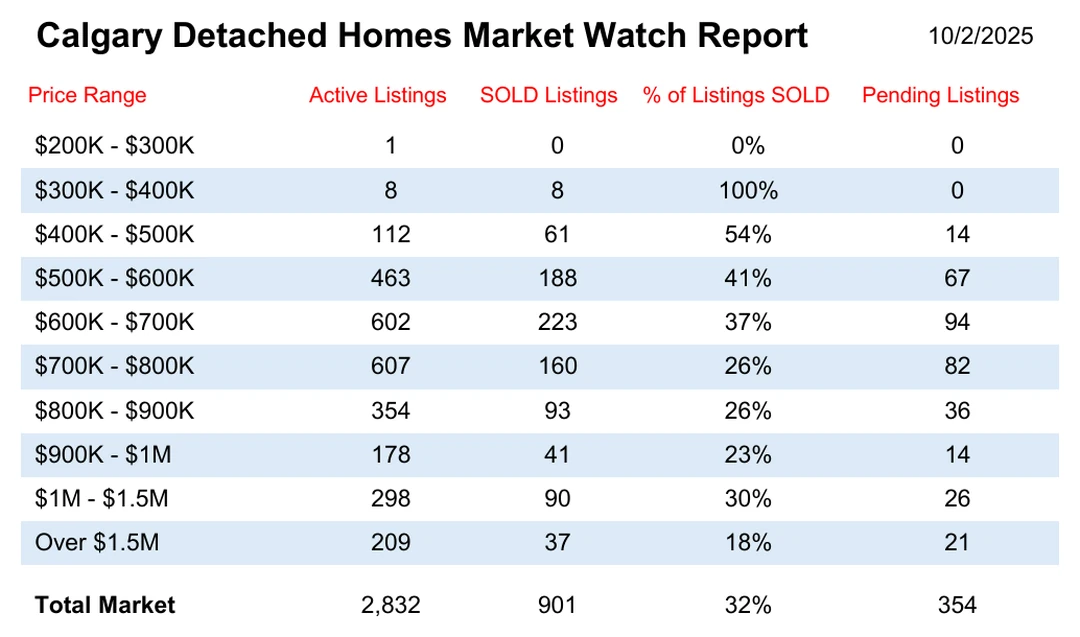 Calgary Detached Homes Market Watch Report 10/2/2025
Price Range Active Listings SOLD Listings % of Listings SOLD Pending Listings
$200K - $300K 1 0 0% 0
$300K - $400K 8 8 100% 0
$400K - $500K 112 61 54% 14
$500K - $600K 463 188 41% 67
$600K - $700K 602 223 37% 94
$700K - $800K 607 160 26% 82
$800K - $900K 354 93 26% 36
$900K - $1M 178 41 23% 14
$1M - $1.5M 298 90 30% 26
Over $1.5M 209 37 18% 21
Total Market 2,832 901 32% 354